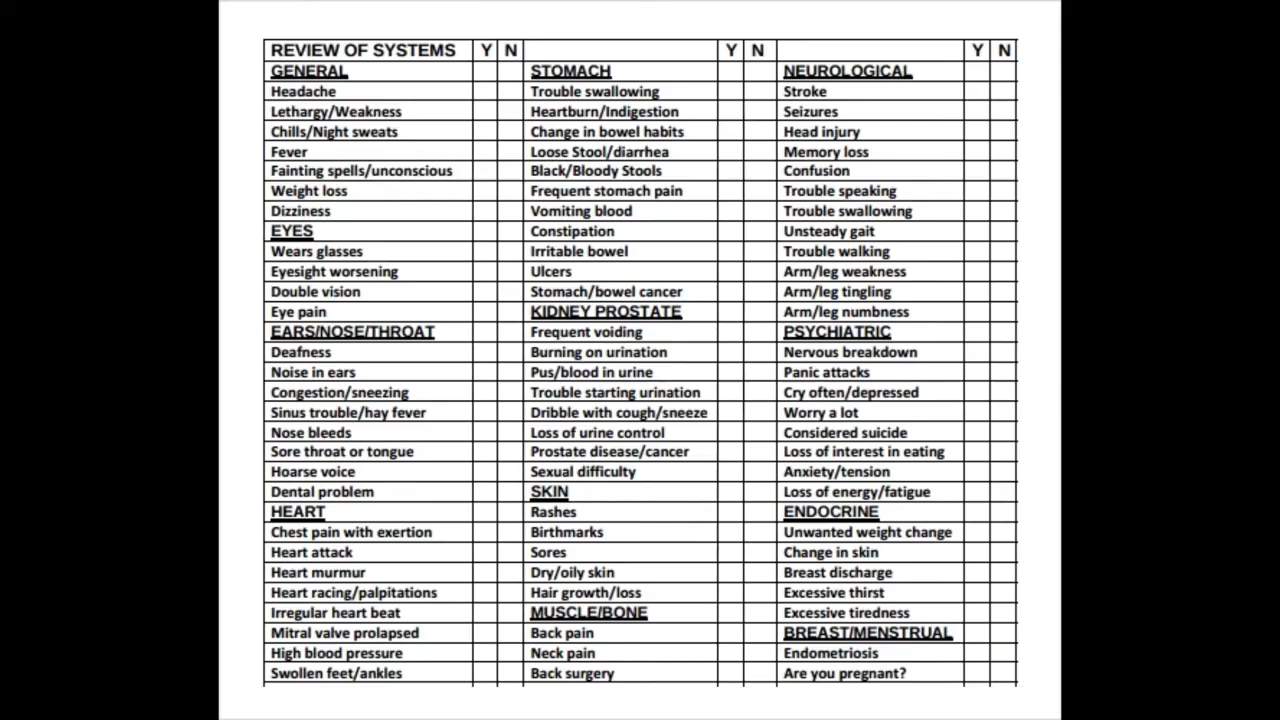 REVIEW OF SYSTEMS Y N Y N Y N
GENERAL STOMACH NEUROLOGICAL
Headache Trouble swallowing Stroke
Lethargy/Weakness Heartburn/Indigestion Seizures
Chills/Night sweats Change in bowel habits Head injury
Fever Loose Stool/diarrhea Memory loss
Fainting spells/unconscious Black/Bloody Stools Confusion
Weight loss Frequent stomach pain Trouble speaking
Dizziness Vomiting blood Trouble swallowing
EYES Constipation Unsteady gait
Wears glasses Irritable bowel Trouble walking
Eyesight worsening Ulcers Arm/leg weakness
Double vision Stomach/bowel cancer Arm/leg tingling
Eye pain KIDNEY PROSTATE Arm/leg numbness
EARS/NOSE/THROAT Frequent voiding PSYCHIATRIC
Deafness Burning on urination Nervous breakdown
Noise in ears Pus/blood in urine Panic attacks
Congestion/sneezing Trouble starting urination Cry often/depressed
Sinus trouble/hay fever Dribble with cough/sneeze Worry a lot
Nose bleeds Loss of urine control Considered suicide
Sore throat or tongue Prostate disease/cancer Loss of interest in eating
Hoarse voice Sexual difficulty Anxiety/tension
Dental problem SKIN Loss of energy/fatigue
HEART Rashes ENDOCRINE
Chest pain with exertion Birthmarks Unwanted weight change
Heart attack Sores Change in skin
Heart murmur Dry/oily skin Breast discharge
Heart racing/palpitations Hair growth/loss Excessive thirst
Irregular heart beat MUSCLE/BONE Excessive tiredness
Mitral valve prolapsed Back pain BREAST/MENSTRUAL
High blood pressure Neck pain Endometriosis
Swollen feet/ankles Back surgery Are you pregnant?